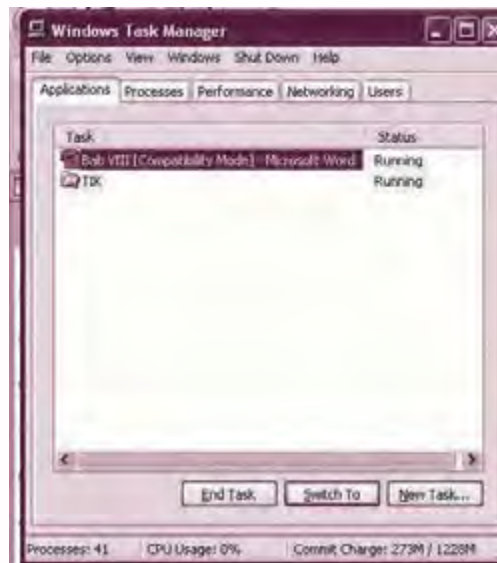 Windows Task Manager
File Options View Windows Shut Down Help
Applications Processes Performance Networking Users
Task Status
Bab VIII [Compatibility Mode] - Microsoft Word Running
TIK Running
End Task Switch To New Task...
Processes: 41 CPU Usage: 0% Commit Charge: 273M / 1228M